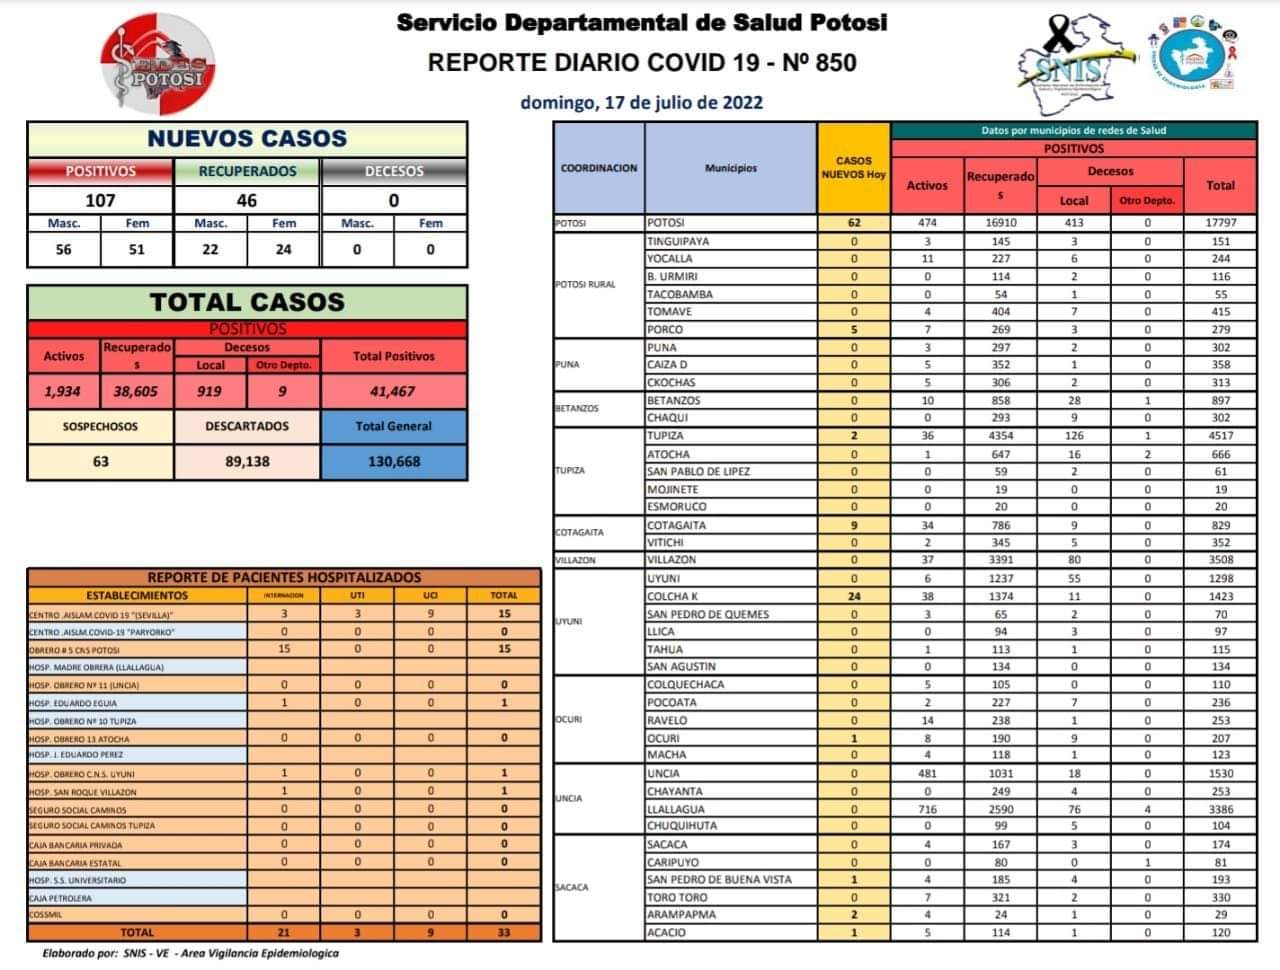 Servicio Departamental de Salud Potosi
REPORTE DIARIO COVID 19 - Nº 850
domingo, 17 de julio de 2022
SEDES
POTOSI
SNIS
NUEVOS CASOS
POSITIVOS RECUPERADOS DECESOS
107 46 0
Masc. Fem Masc. Fem Masc. Fem
56 51 22 24 0 0
TOTAL CASOS
POSITIVOS
Activos Recuperados Decesos Total Positivos
Local Otro Depto.
1,934 38,605 919 9 41,467
SOSPECHOSOS DESCARTADOS Total General
63 89,138 130,668
REPORTE DE PACIENTES HOSPITALIZADOS
ESTABLECIMIENTOS INTERNACION UTI UCI TOTAL
CENTRO .AISLAM.COVID 19 "(SEVILLA)" 3 3 9 15
CENTRO .AISLM.COVID-19 "PARYORKO" 0 0 0 0
OBRERO # 5 CNS POTOSI 15 0 0 15
HOSP. MADRE OBRERA (LLALLAGUA)
HOSP. OBRERO Nº 11 (UNCIA) 0 0 0 0
HOSP. EDUARDO EGUIA 1 0 0 1
HOSP. OBRERO Nº 10 TUPIZA
HOSP. OBRERO 13 ATOCHA 0 0 0 0
HOSP. J. EDUARDO PEREZ
HOSP. OBRERO C.N.S. UYUNI 1 0 0 1
HOSP. SAN ROQUE VILLAZON 1 0 0 1
SEGURO SOCIAL CAMINOS 0 0 0 0
SEGURO SOCIAL CAMINOS TUPIZA 0 0 0 0
CAJA BANCARIA PRIVADA 0 0 0 0
CAJA BANCARIA ESTATAL 0 0 0 0
HOSP. S.S. UNIVERSITARIO
CAJA PETROLERA
COSSMIL 0 0 0 0
TOTAL 21 3 9 33
Elaborado por: SNIS - VE - Area Vigilancia Epidemiologica
COORDINACION Municipios CASOS NUEVOS Hoy Datos por municipios de redes de Salud
POSITIVOS
Activos Recuperados Decesos Total
Local Otro Depto.
POTOSI POTOSI 62 474 16910 413 0 17797
POTOSI RURAL TINGUIPAYA 0 3 145 3 0 151
YOCALLA 0 11 227 6 0 244
B. URMIRI 0 0 114 2 0 116
TACOBAMBA 0 0 54 1 0 55
TOMAVE 0 4 404 7 0 415
PORCO 5 7 269 3 0 279
PUNA PUNA 0 3 297 2 0 302
CAIZA D 0 5 352 1 0 358
CKOCHAS 0 5 306 2 0 313
BETANZOS BETANZOS 0 10 858 28 1 897
CHAQUI 0 0 293 9 0 302
TUPIZA TUPIZA 2 36 4354 126 1 4517
ATOCHA 0 1 647 16 2 666
SAN PABLO DE LIPEZ 0 0 59 2 0 61
MOJINETE 0 0 19 0 0 19
ESMORUCO 0 0 20 0 0 20
COTAGAITA COTAGAITA 9 34 786 9 0 829
VITICHI 0 2 345 5 0 352
VILLAZON VILLAZON 0 37 3391 80 0 3508
UYUNI UYUNI 0 6 1237 55 0 1298
COLCHA K 24 38 1374 11 0 1423
SAN PEDRO DE QUEMES 0 3 65 2 0 70
LLICA 0 0 94 3 0 97
TAHUA 0 1 113 1 0 115
SAN AGUSTIN 0 0 134 0 0 134
OCURI COLQUECHACA 0 5 105 0 0 110
POCOATA 0 2 227 7 0 236
RAVELO 0 14 238 1 0 253
OCURI 1 8 190 9 0 207
MACHA 0 4 118 1 0 123
UNCIA UNCIA 0 481 1031 18 0 1530
CHAYANTA 0 0 249 4 0 253
LLALLAGUA 0 716 2590 76 4 3386
CHUQUIHUTA 0 0 99 5 0 104
SACACA SACACA 0 4 167 3 0 174
CARIPUYO 0 0 80 0 1 81
SAN PEDRO DE BUENA VISTA 1 4 185 4 0 193
TORO TORO 0 7 321 2 0 330
ARAMPAPMA 2 4 24 1 0 29
ACACIO 1 5 114 1 0 120